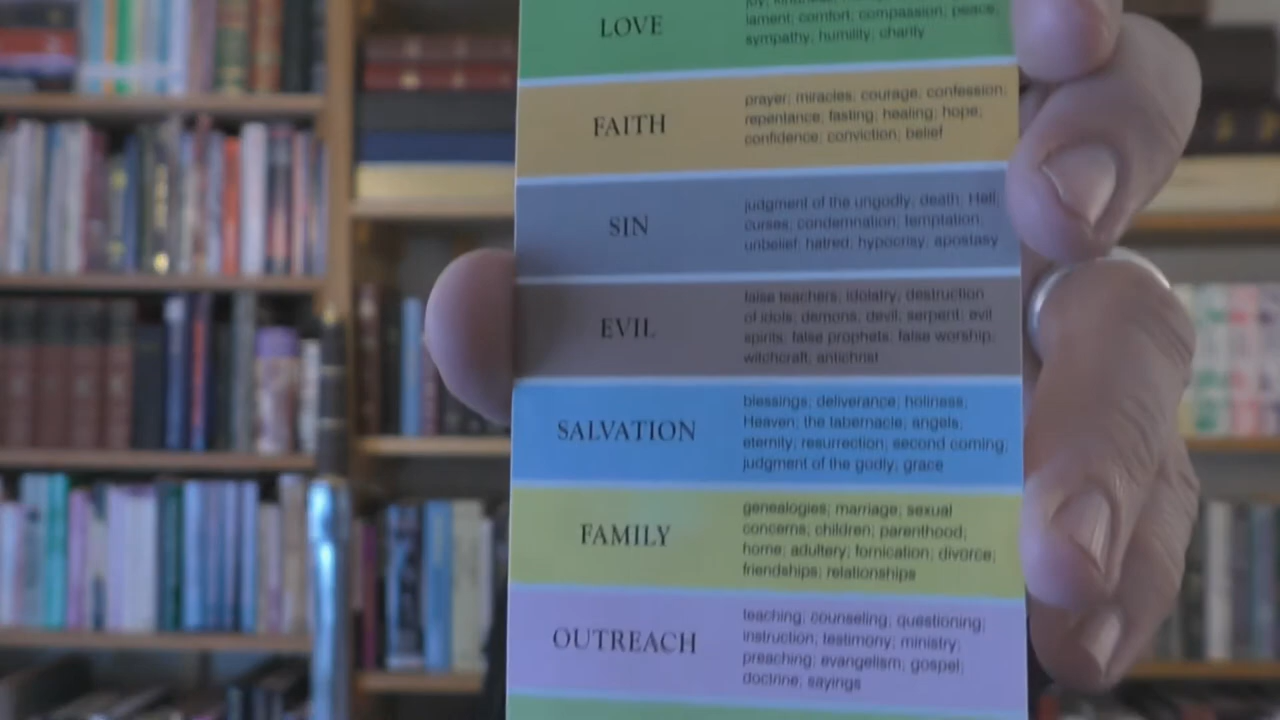 LOVE
lament; comfort; compassion; peace;
sympathy; humility; charity
FAITH
prayer; miracles; courage; confession;
repentance; fasting; healing; hope;
confidence; conviction; belief
SIN
judgment of the ungodly; death; Hell;
curses; condemnation; temptation;
unbelief; hatred; hypocrisy; apostasy
EVIL
false teachers; idolatry; destruction
of idols; demons; devil; serpent; evil
spirits; false prophets; false worship;
witchcraft; antichrist
SALVATION
blessings; deliverance; holiness;
Heaven; the tabernacle; angels;
eternity; resurrection; second coming;
judgment of the godly; grace
FAMILY
genealogies; marriage; sexual
concerns; children; parenthood;
home; adultery; fornication; divorce;
friendships; relationships
OUTREACH
teaching; counseling; questioning;
instruction; testimony; ministry;
preaching; evangelism; gospel;
doctrine; sayings